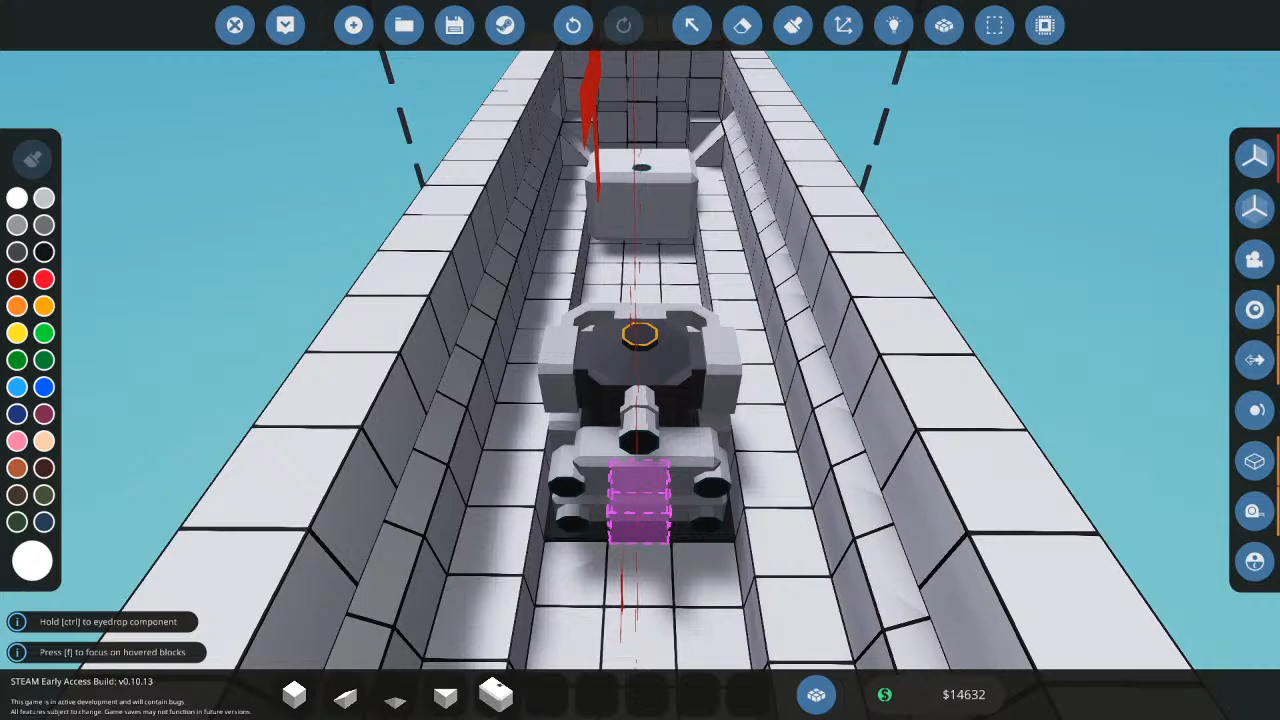 Hold [ctrl] to eyedrop component
Press [f] to focus on hovered blocks
STEAM Early Access Build: v0.10.13
This game is in active development and will contain bugs
All features subject to change. Game saves may not function in future versions.
$14632